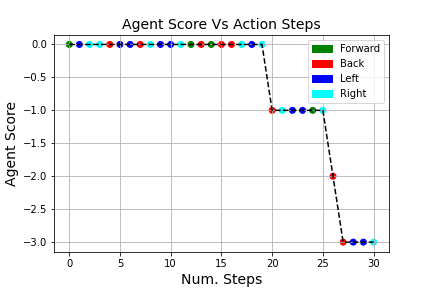 Agent Score Vs Action Steps
Agent Score
0.0
−0.5
−1.0
−1.5
−2.0
−2.5
−3.0
Forward
Back
Left
Right
0 5 10 15 20 25 30
Num. Steps